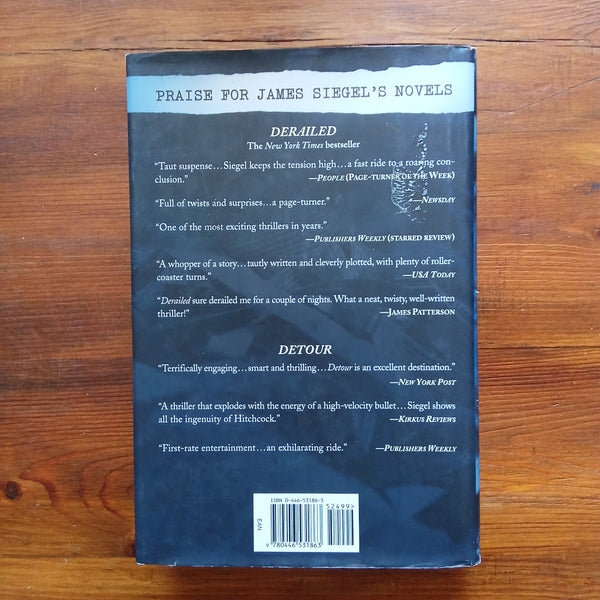 PRAISE FOR JAMES SIEGEL'S NOVELS
DERAILED
The New York Times bestseller
“Taut suspense…Siegel keeps the tension high…a fast ride to a roaring con-
clusion.” —PEOPLE (PAGE-TURNER OF THE WEEK)
“Full of twists and surprises…a page-turner.” —NEWSDAY
“One of the most exciting thrillers in years.”
—PUBLISHERS WEEKLY (STARRED REVIEW)
“A whopper of a story…tautly written and cleverly plotted, with plenty of roller-
coaster turns.” —USA TODAY
“Derailed sure derailed me for a couple of nights. What a neat, twisty, well-written
thriller!” —JAMES PATTERSON
DETOUR
“Terrifically engaging…smart and thrilling…Detour is an excellent destination.”
—NEW YORK POST
“A thriller that explodes with the energy of a high-velocity bullet…Siegel shows
all the ingenuity of Hitchcock.” —KIRKUS REVIEWS
“First-rate entertainment…an exhilarating ride.” —PUBLISHERS WEEKLY
ISBN 0-446-53186-3
52499>
EAN
9 780446 531863